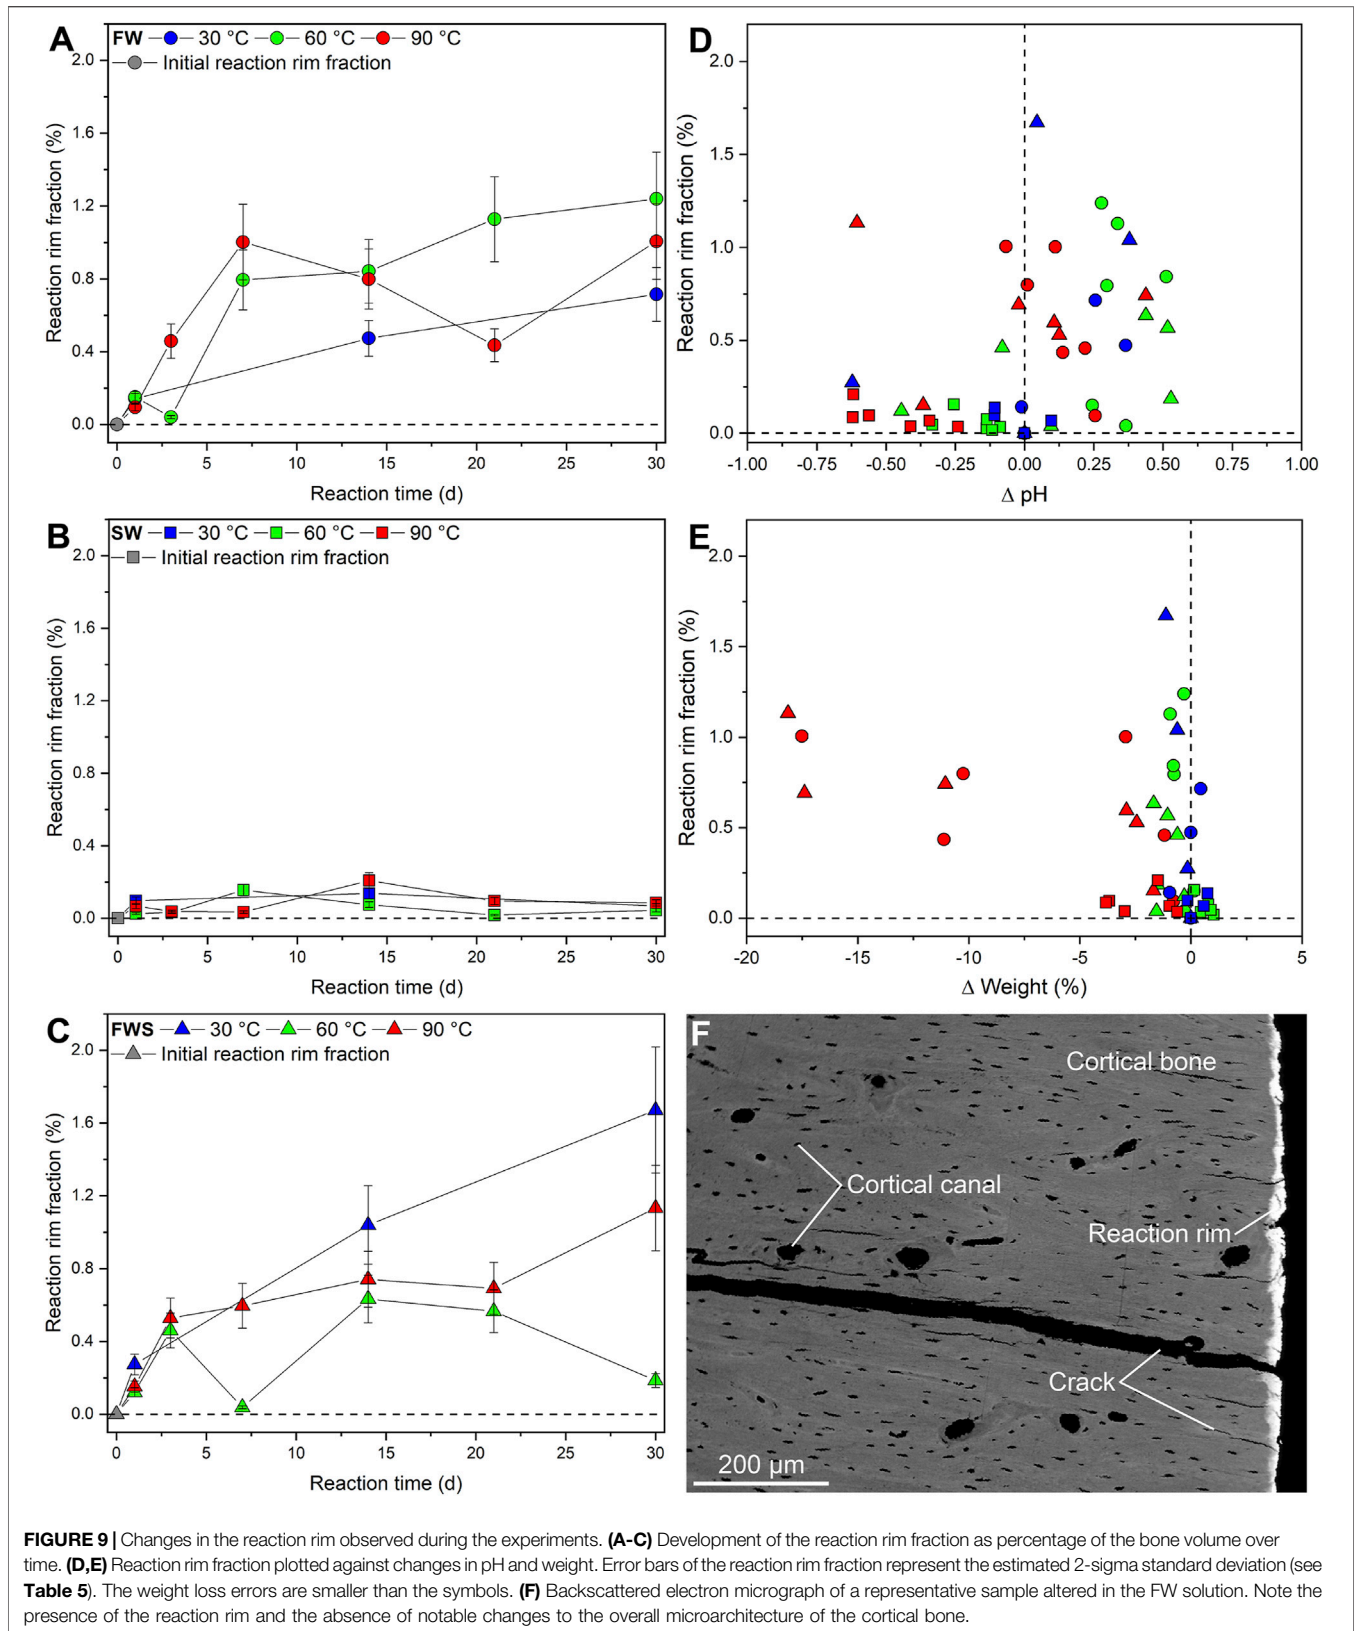 A
FW 30 °C 60 °C 90 °C
Initial reaction rim fraction
2.0
1.6
1.2
0.8
0.4
0.0
Reaction rim fraction (%)
0 5 10 15 20 25 30
Reaction time (d)
D
2.0
1.5
1.0
0.5
0.0
Reaction rim fraction (%)
-1.00 -0.75 -0.50 -0.25 0.00 0.25 0.50 0.75 1.00
Δ pH
B
SW 30 °C 60 °C 90 °C
Initial reaction rim fraction
2.0
1.6
1.2
0.8
0.4
0.0
Reaction rim fraction (%)
0 5 10 15 20 25 30
Reaction time (d)
E
2.0
1.5
1.0
0.5
0.0
Reaction rim fraction (%)
-20 -15 -10 -5 0 5
Δ Weight (%)
C
FWS 30 °C 60 °C 90 °C
Initial reaction rim fraction
2.0
1.6
1.2
0.8
0.4
0.0
Reaction rim fraction (%)
0 5 10 15 20 25 30
Reaction time (d)
F
Cortical bone
Cortical canal
Reaction rim
Crack
200 µm
FIGURE 9 | Changes in the reaction rim observed during the experiments. (A-C) Development of the reaction rim fraction as percentage of the bone volume over
time. (D,E) Reaction rim fraction plotted against changes in pH and weight. Error bars of the reaction rim fraction represent the estimated 2-sigma standard deviation (see
Table 5). The weight loss errors are smaller than the symbols. (F) Backscattered electron micrograph of a representative sample altered in the FW solution. Note the
presence of the reaction rim and the absence of notable changes to the overall microarchitecture of the cortical bone.